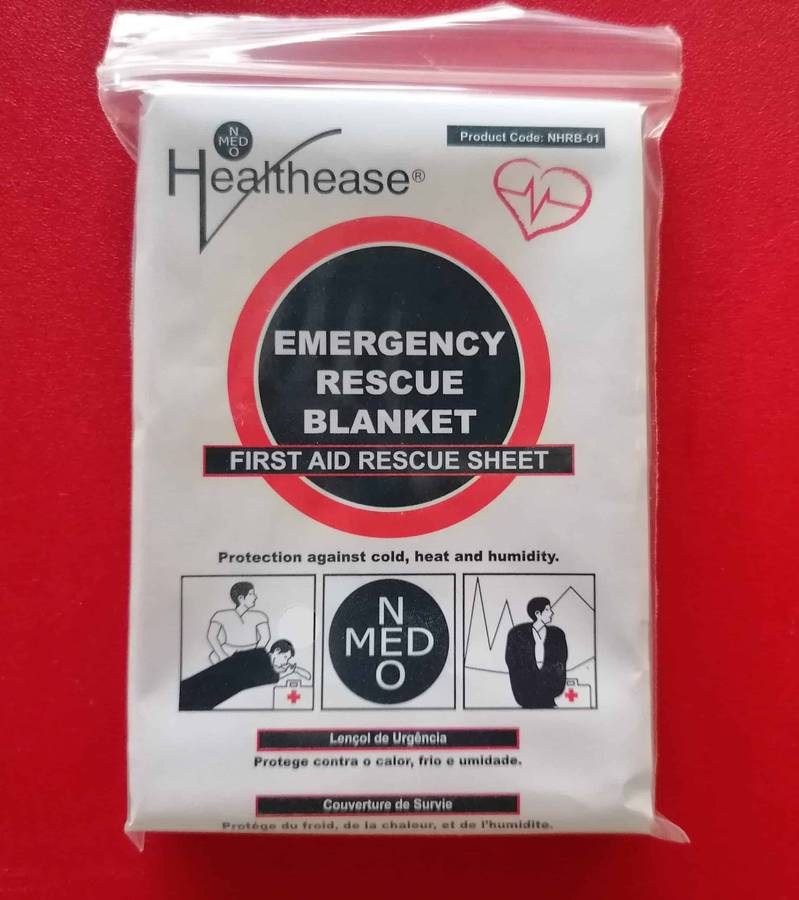 N
MED
O
Healthease®
Product Code: NHRB-01
EMERGENCY
RESCUE
BLANKET
FIRST AID RESCUE SHEET
Protection against cold, heat and humidity.
N
MED
O
Lençol de Urgência
Protege contra o calor, frio e umidade.
Couverture de Survie
Protége du froid, de la chaleur, et de l'humidite.